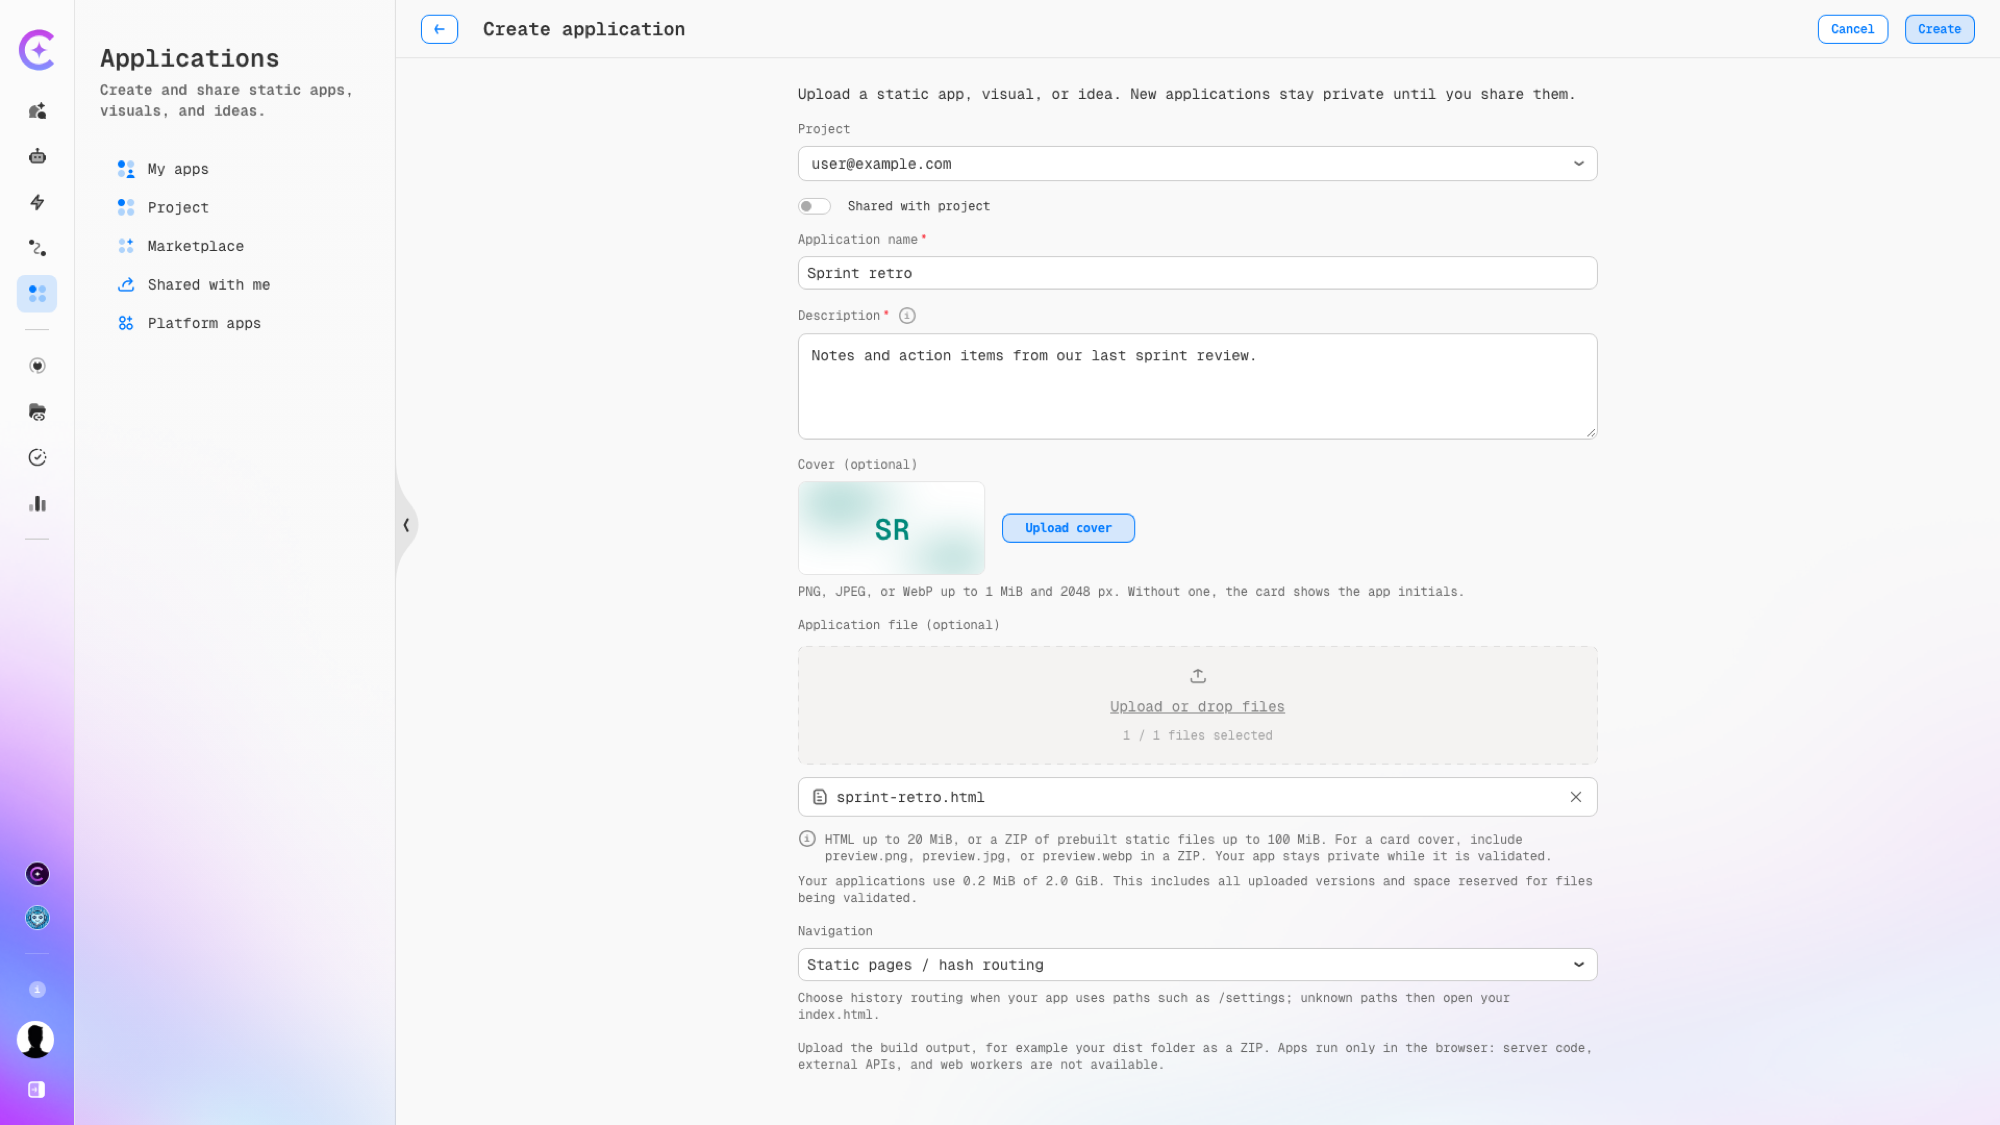 Applications
Create and share static apps,
visuals, and ideas.
My apps
Project
Marketplace
Shared with me
Platform apps
Create application
Cancel
Create
Upload a static app, visual, or idea. New applications stay private until you share them.
Project
user@example.com
Shared with project
Application name*
Sprint retro
Description*
Notes and action items from our last sprint review.
Cover (optional)
SR
Upload cover
PNG, JPEG, or WebP up to 1 MiB and 2048 px. Without one, the card shows the app initials.
Application file (optional)
Upload or drop files
1 / 1 files selected
sprint-retro.html
HTML up to 20 MiB, or a ZIP of prebuilt static files up to 100 MiB. For a card cover, include
preview.png, preview.jpg, or preview.webp in a ZIP. Your app stays private while it is validated.
Your applications use 0.2 MiB of 2.0 GiB. This includes all uploaded versions and space reserved for files
being validated.
Navigation
Static pages / hash routing
Choose history routing when your app uses paths such as /settings; unknown paths then open your
index.html.
Upload the build output, for example your dist folder as a ZIP. Apps run only in the browser: server code,
external APIs, and web workers are not available.